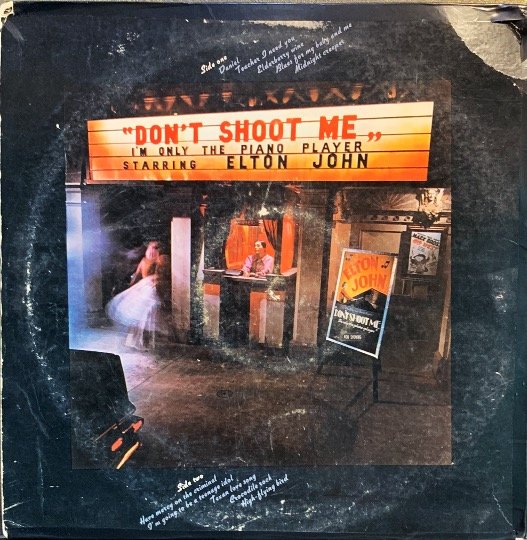 Side one
Daniel
Teacher I need you
Elderberry wine
Blues for my baby and me
Midnight creeper
"DON'T SHOOT ME„
I'M ONLY THE PIANO PLAYER
STARRING ELTON JOHN
ELTON
JOHN
DON'T SHOOT ME
Side two
Have mercy on the criminal
I'm going to be a teenage idol
Texan love song
Crocodile rock
High-flying bird